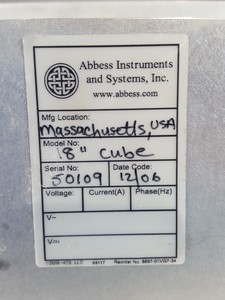 Abbess Instruments
and Systems, Inc.
www.abbess.com
Mfg Location:
Massachusetts, USA
Model No:
18" cube
Serial No: Date Code:
50109 12/06
Voltage: Current(A) Phase(Hz)
V~
V⎓